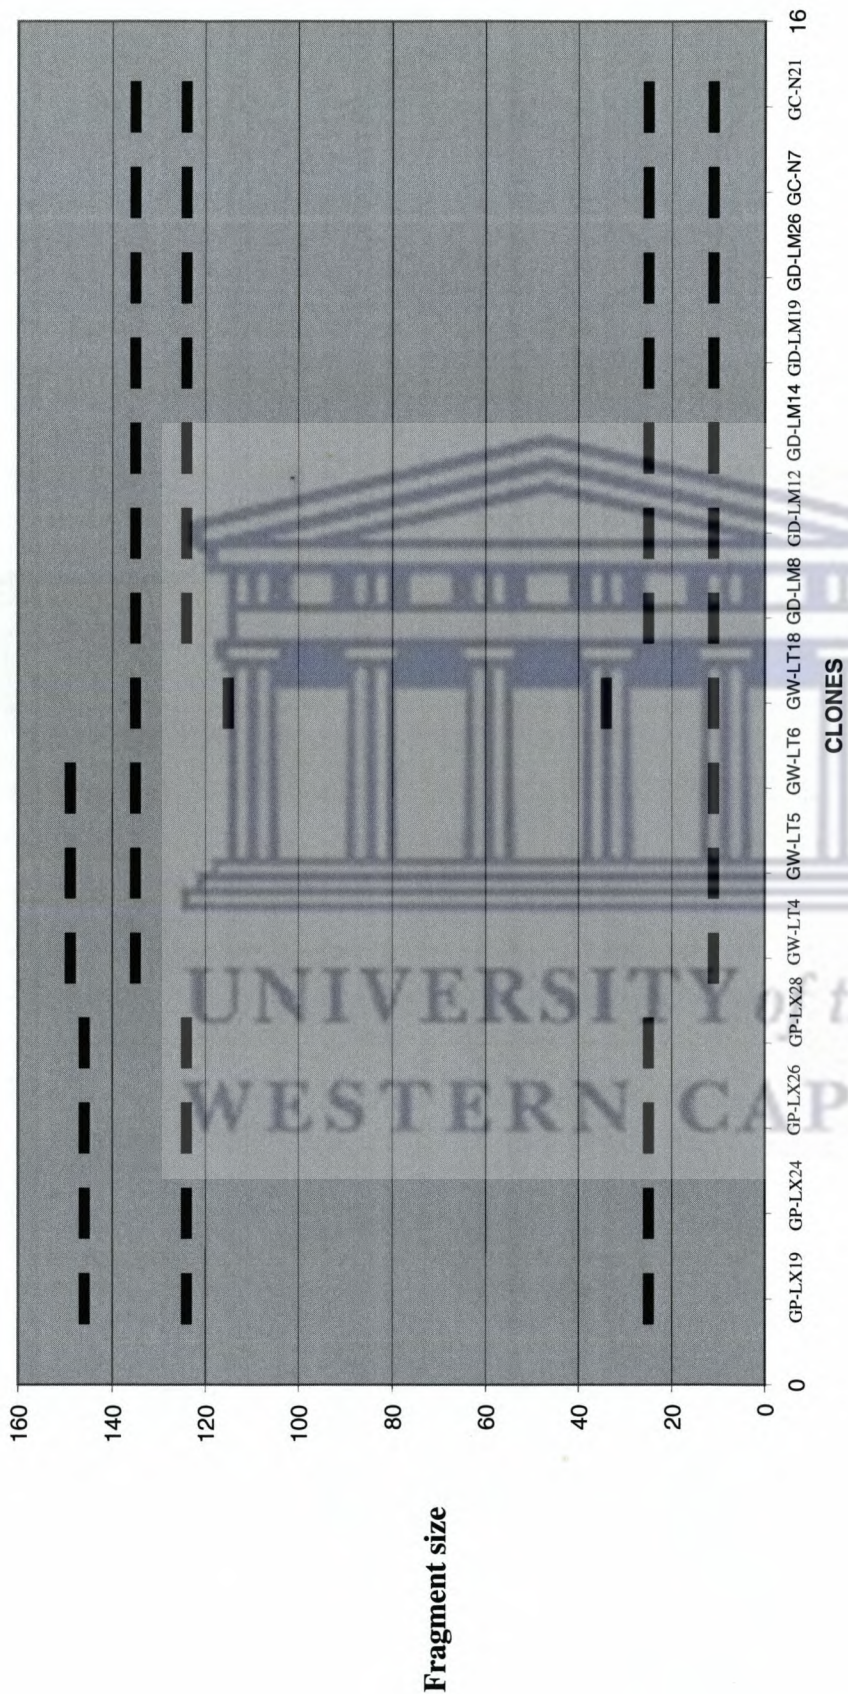 Fragment size
160
140
120
100
80
60
40
20
0
0
GP-LX19
GP-LX24
GP-LX26
GP-LX28
GW-LT4
GW-LT5
GW-LT6
GW-LT18
GD-LM8
GD-LM12
GD-LM14
GD-LM19
GD-LM26
GC-N7
GC-N21
16
CLONES
UNIVERSITY of t
WESTERN CAP